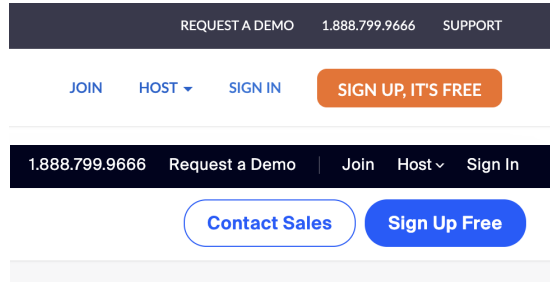 REQUEST A DEMO 1.888.799.9666 SUPPORT
JOIN HOST SIGN IN SIGN UP, IT'S FREE
1.888.799.9666 Request a Demo Join Host Sign In
Contact Sales Sign Up Free